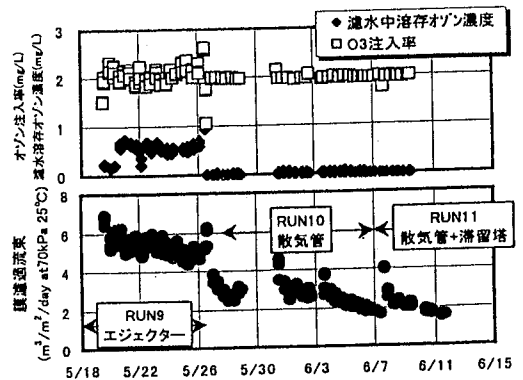 ◆ 濾水中溶存オゾン濃度
□ O3注入率
オゾン注入率(mg/L)
濾水溶存オゾン濃度(mg/L)
3
2
1
0
膜濾過流束
(m³/m²/day at70kPa 25℃)
8
6
4
2
0
RUN9
エジェクター
RUN10
散気管
RUN11
散気管+滞留塔
5/18 5/22 5/26 5/30 6/3 6/7 6/11 6/15